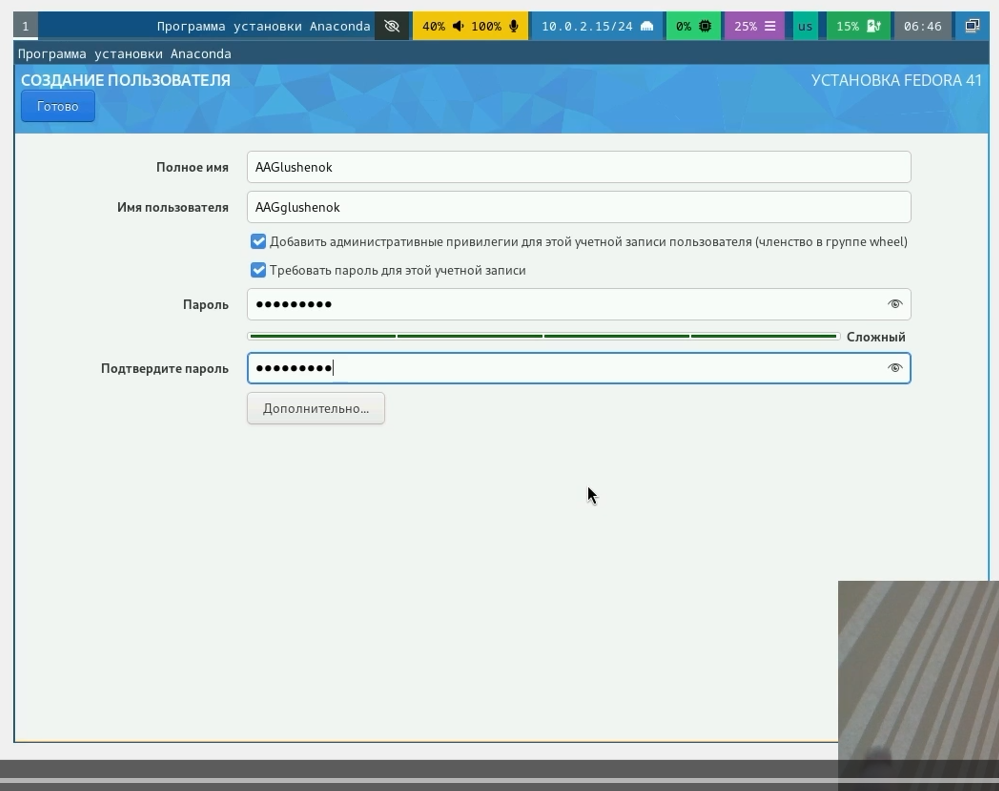 1 Программа установки Anaconda 40% 100% 10.0.2.15/24 0% 25% us 15% 06:46
Программа установки Anaconda
СОЗДАНИЕ ПОЛЬЗОВАТЕЛЯ УСТАНОВКА FEDORA 41
Готово
Полное имя AAGlushenok
Имя пользователя AAGglushenok
Добавить административные привилегии для этой учетной записи пользователя (членство в группе wheel)
Требовать пароль для этой учетной записи
Пароль •••••••••
Сложный
Подтвердите пароль •••••••••
Дополнительно...